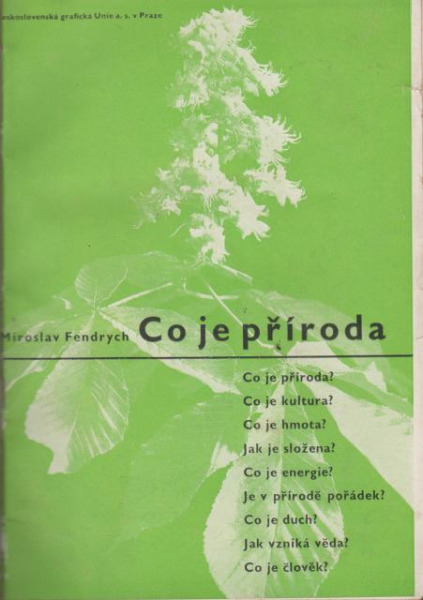 eskoslovenská grafická Unie a. s. v Praze
Miroslav Fendrych Co je příroda
Co je příroda?
Co je kultura?
Co je hmota?
Jak je složena?
Co je energie?
Je v přírodě pořádek?
Co je duch?
Jak vzniká věda?
Co je člověk?